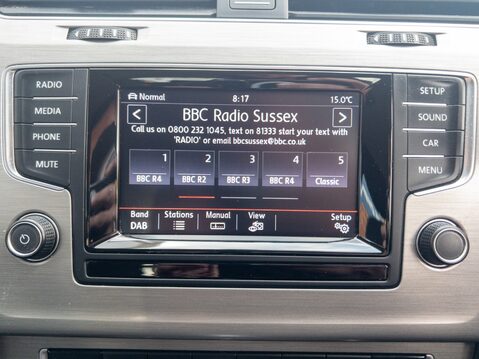 RADIO
MEDIA
PHONE
MUTE
Normal 8:17 15.0°C
< BBC Radio Sussex >
Call us on 0800 232 1045, text on 81333 start your text with
'RADIO' or email bbcsussex@bbc.co.uk
1 2 3 4 5
BBC R4 BBC R2 BBC R3 BBC R4 Classic
Band Stations Manual View Setup
DAB
SETUP
SOUND
CAR
MENU